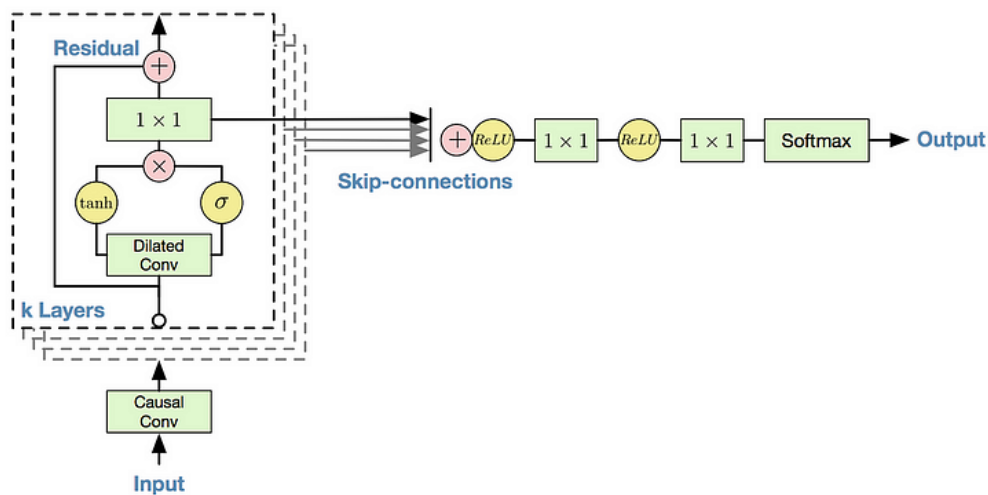 Residual
+
1 × 1
×
tanh
σ
Dilated
Conv
k Layers
Causal
Conv
Input
Skip-connections
+
ReLU
1 × 1
ReLU
1 × 1
Softmax
Output